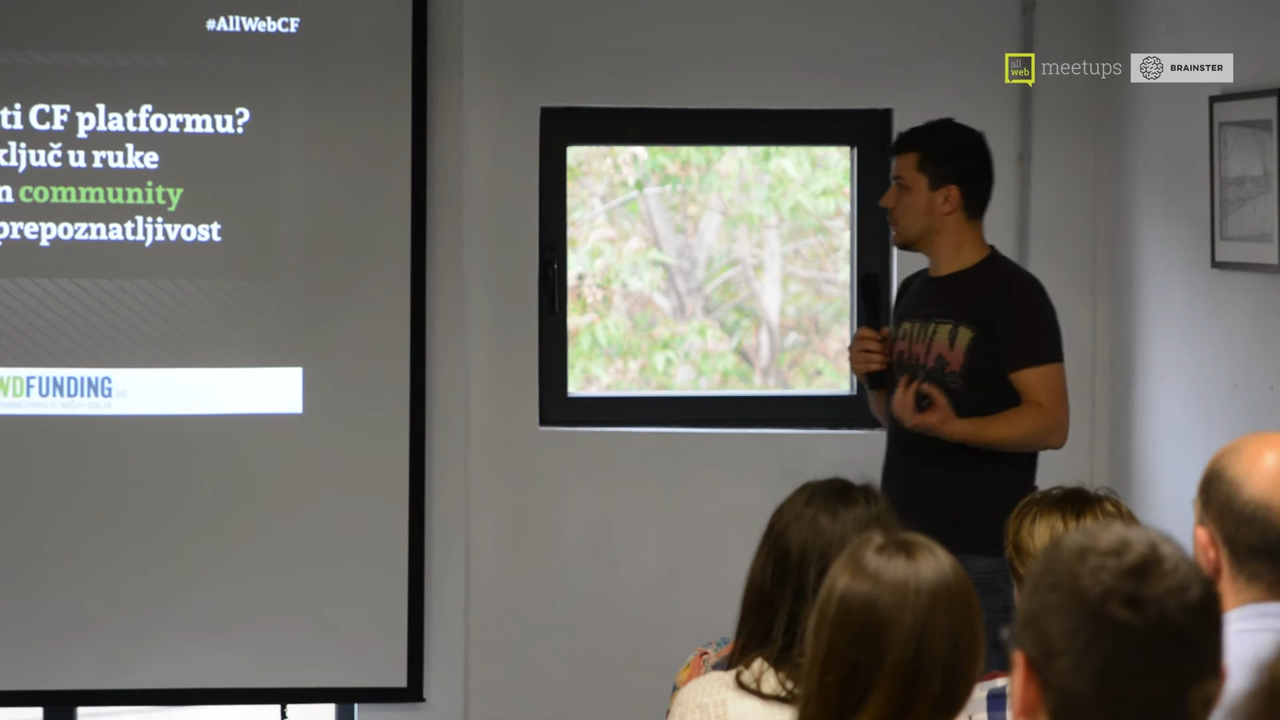 #AllWebCF
all
web
meetups
BRAINSTER
ti CF platformu?
ključ u ruke
n community
prepoznatljivost
WDFUNDING